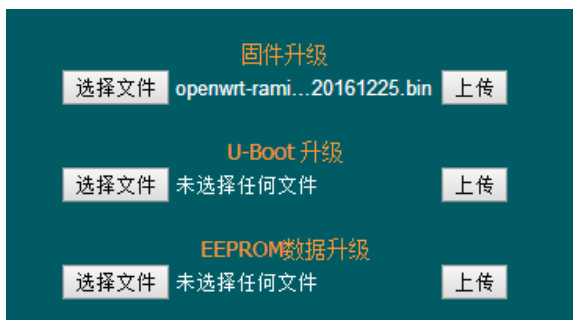 固件升级
选择文件 openwrt-rami...20161225.bin 上传
U-Boot 升级
选择文件 未选择任何文件 上传
EEPROM数据升级
选择文件 未选择任何文件 上传